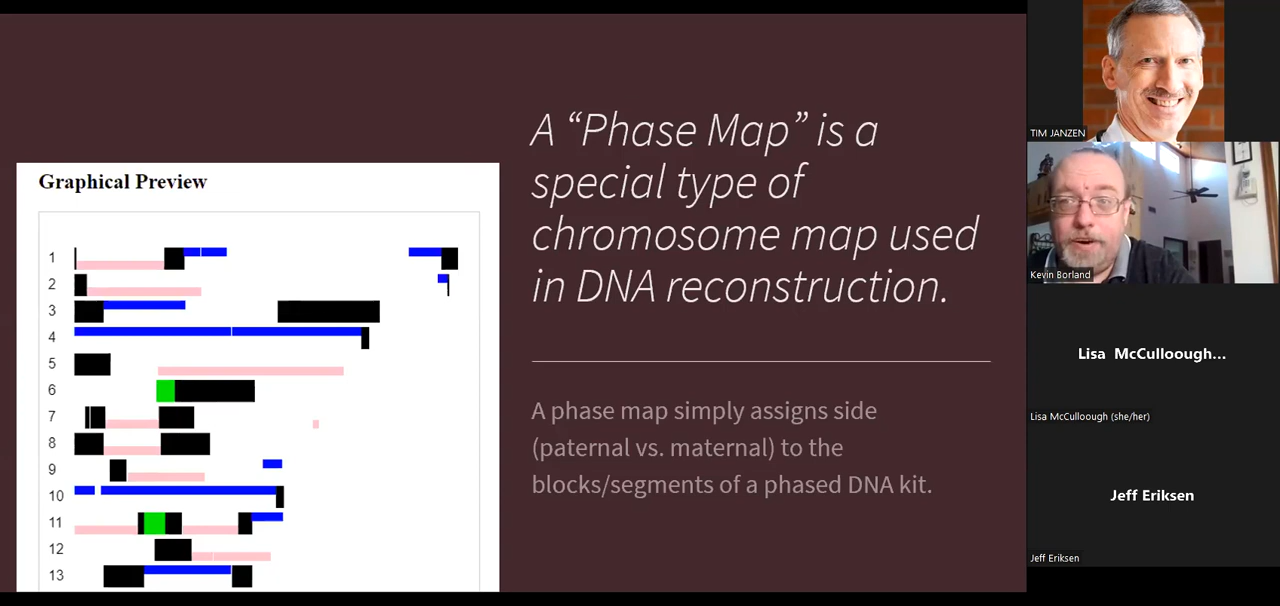 Graphical Preview
1
2
3
4
5
6
7
8
9
10
11
12
13
A “Phase Map” is a
special type of
chromosome map used
in DNA reconstruction.
A phase map simply assigns side
(paternal vs. maternal) to the
blocks/segments of a phased DNA kit.
TIM JANZEN
Kevin Borland
Lisa McCulloough...
Lisa McCulloough (she/her)
Jeff Eriksen
Jeff Eriksen